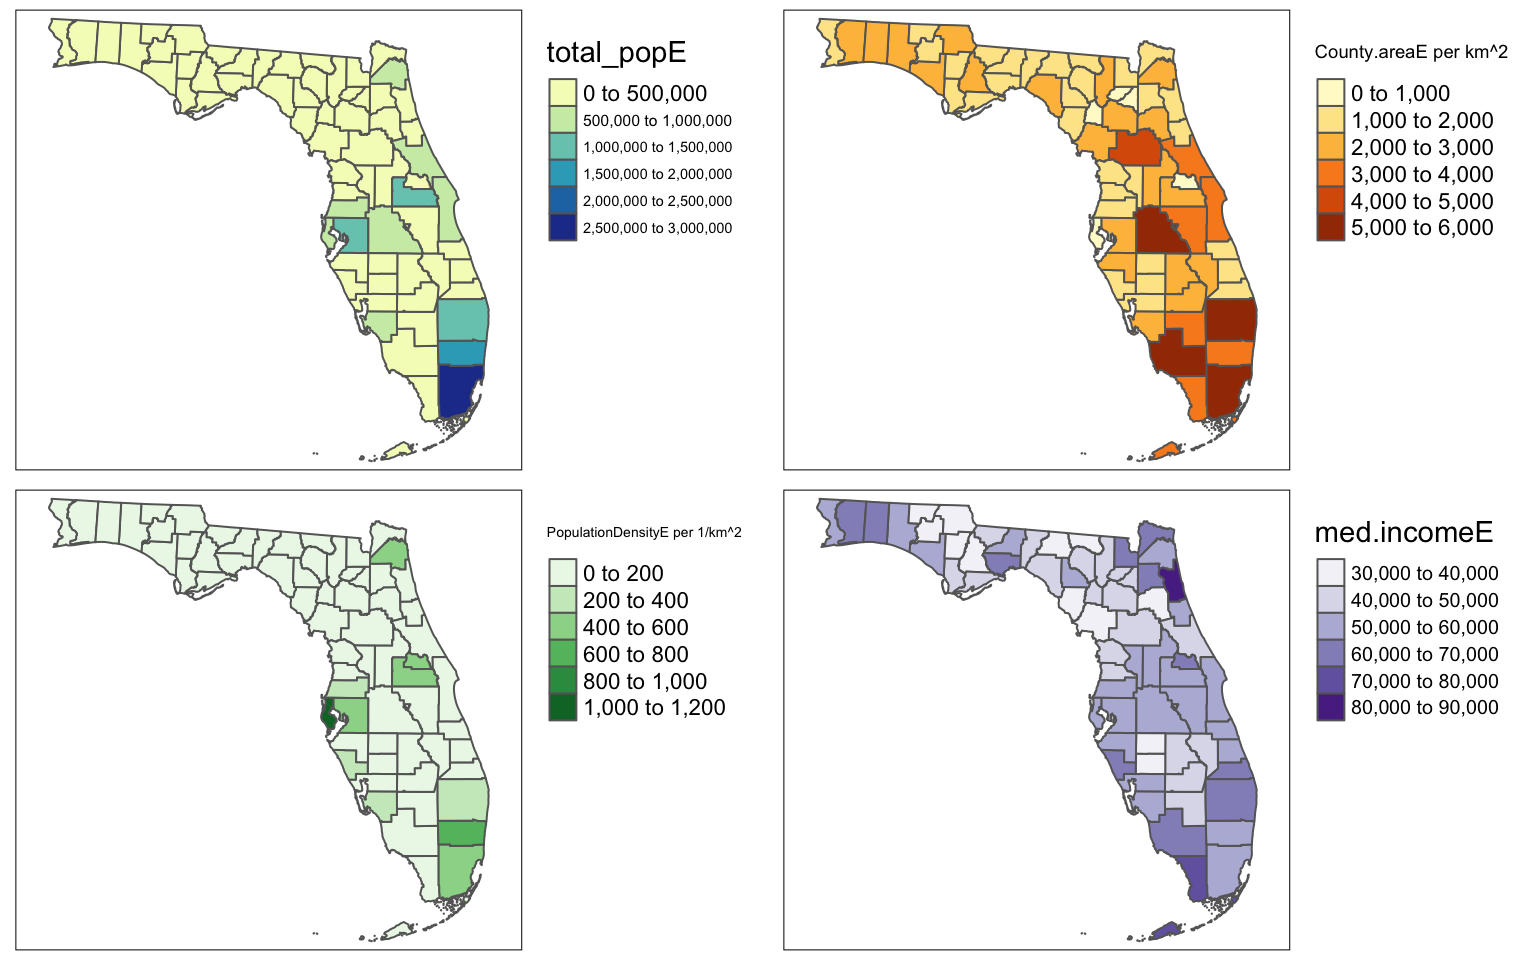 total_popE
0 to 500,000
500,000 to 1,000,000
1,000,000 to 1,500,000
1,500,000 to 2,000,000
2,000,000 to 2,500,000
2,500,000 to 3,000,000
County.areaE per km^2
0 to 1,000
1,000 to 2,000
2,000 to 3,000
3,000 to 4,000
4,000 to 5,000
5,000 to 6,000
PopulationDensityE per 1/km^2
0 to 200
200 to 400
400 to 600
600 to 800
800 to 1,000
1,000 to 1,200
med.incomeE
30,000 to 40,000
40,000 to 50,000
50,000 to 60,000
60,000 to 70,000
70,000 to 80,000
80,000 to 90,000